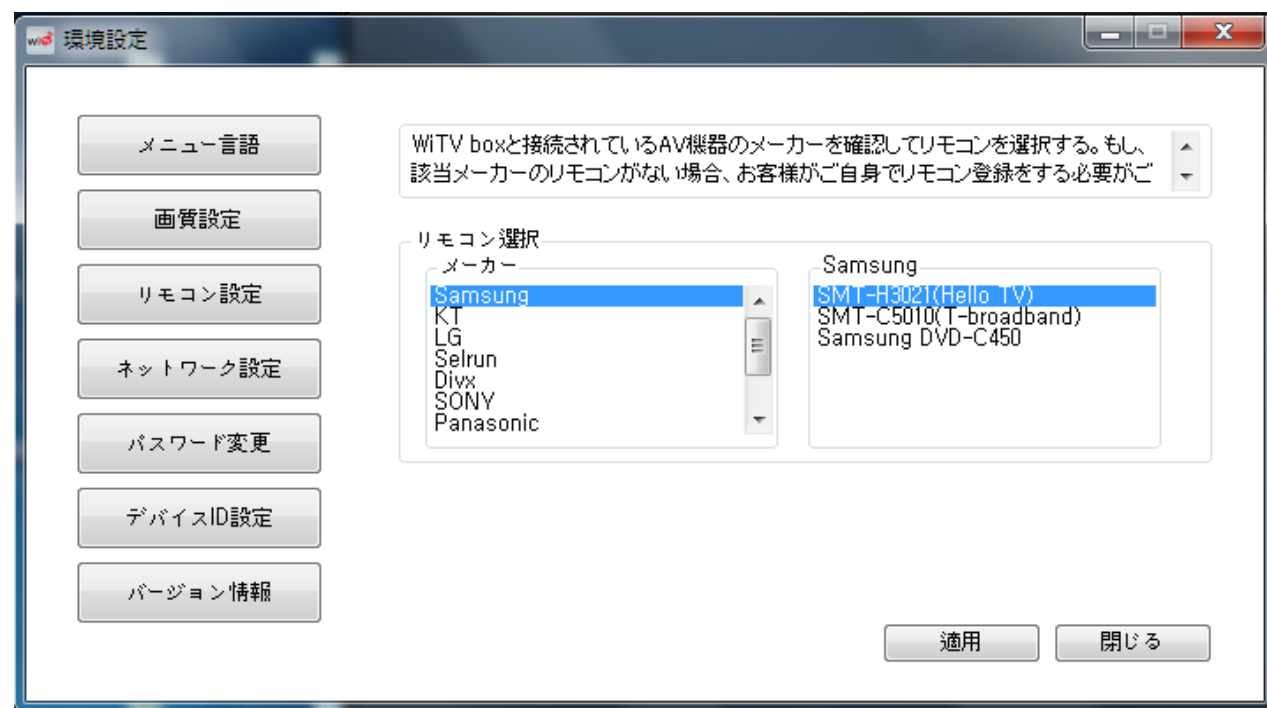 環境設定
メニュー言語
画質設定
リモコン設定
ネットワーク設定
パスワード変更
デバイスID設定
バージョン情報
WiTV boxと接続されているAV機器のメーカーを確認してリモコンを選択する。もし、
該当メーカーのリモコンがない場合、お客様がご自身でリモコン登録をする必要がご
リモコン選択
メーカー
Samsung
KT
LG
Selrun
Divx
SONY
Panasonic
Samsung
SMT-H3021(Hello TV)
SMT-C5010(T-broadband)
Samsung DVD-C450
適用
閉じる